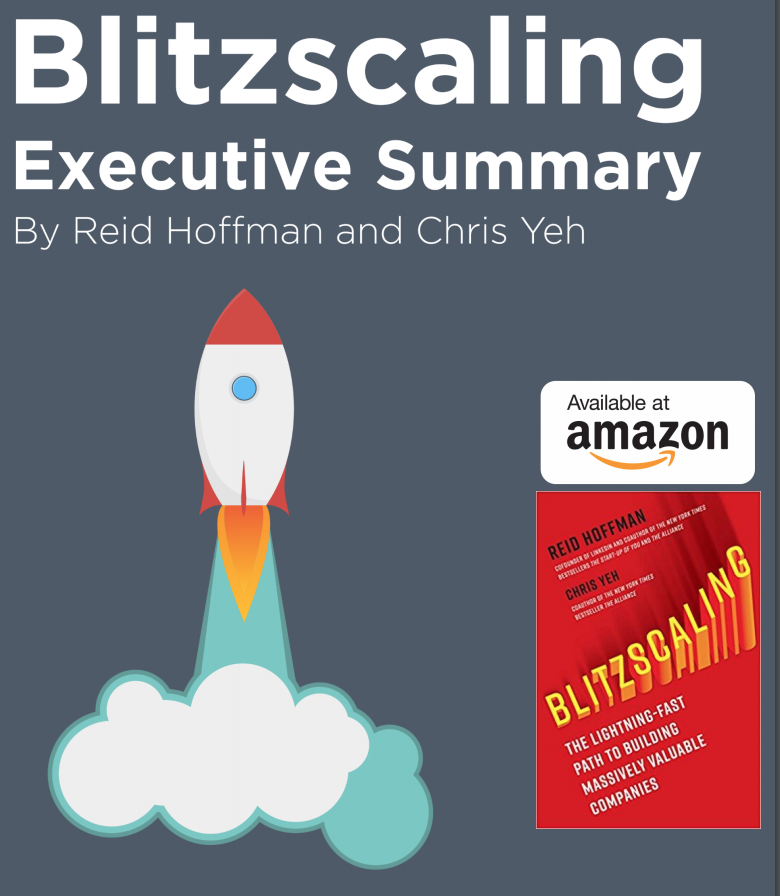 Blitzscaling
Executive Summary
By Reid Hoffman and Chris Yeh
Available at
amazon
REID HOFFMAN
COFOUNDER OF LINKEDIN AND COAUTHOR OF THE NEW YORK TIMES
BESTSELLERS THE START-UP OF YOU AND THE ALLIANCE
CHRIS YEH
COAUTHOR OF THE NEW YORK TIMES
BESTSELLER THE ALLIANCE
BLITZSCALING
THE LIGHTNING-FAST
PATH TO BUILDING
MASSIVELY VALUABLE
COMPANIES